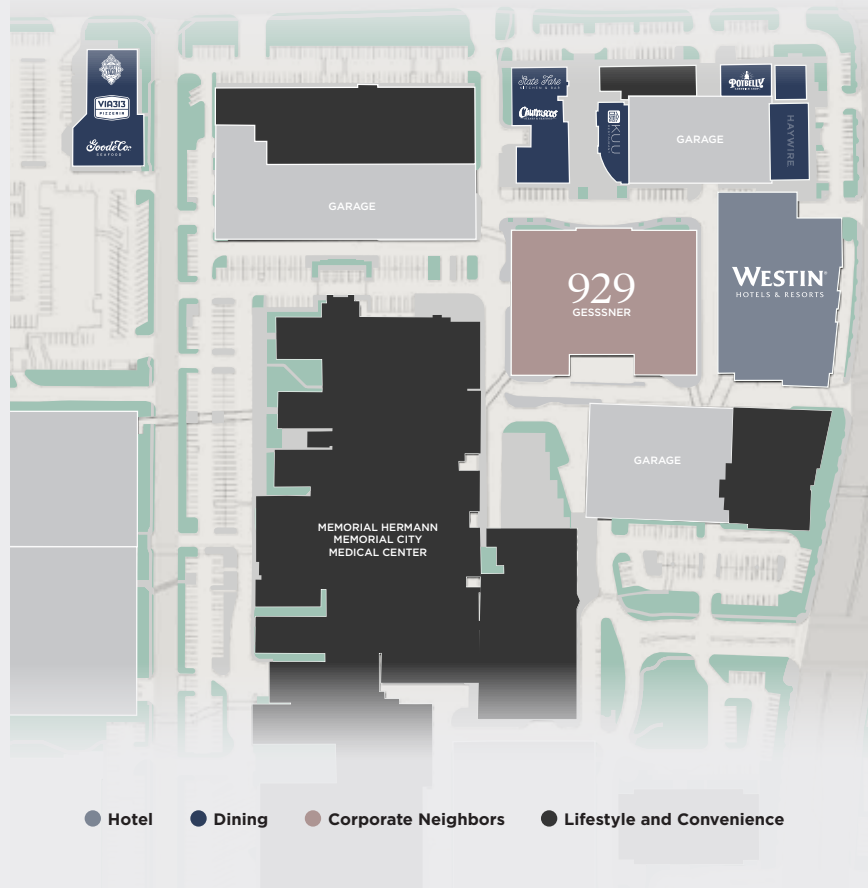 VIA313
PIZZERIA
Goode Co.
SEAFOOD
State Fare
KITCHEN & BAR
Churrascos
KUU
POTBELLY
HAYWIRE
GARAGE
GARAGE
929
GESSSNER
WESTIN®
HOTELS & RESORTS
GARAGE
MEMORIAL HERMANN
MEMORIAL CITY
MEDICAL CENTER
Hotel
Dining
Corporate Neighbors
Lifestyle and Convenience